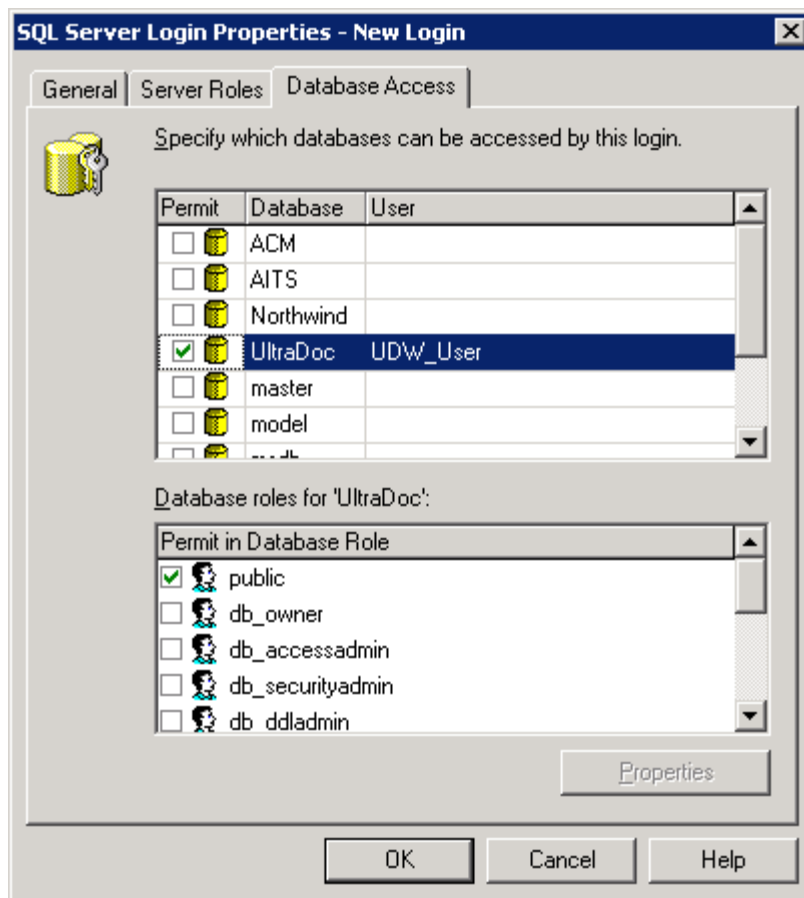 SQL Server Login Properties - New Login
General Server Roles Database Access
Specify which databases can be accessed by this login.
Permit Database User
ACM
AITS
Northwind
UltraDoc UDW_User
master
model
Database roles for 'UltraDoc':
Permit in Database Role
public
db_owner
db_accessadmin
db_securityadmin
db_ddladmin
Properties
OK Cancel Help